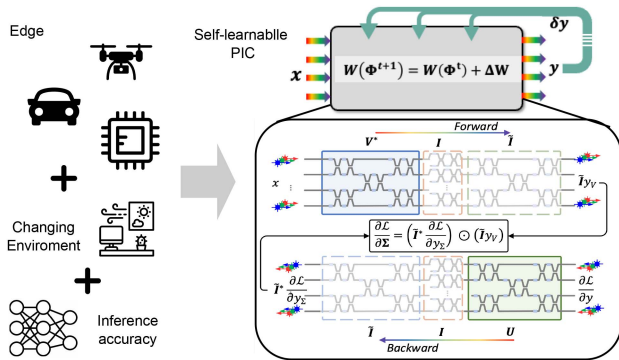 Edge
Self-learnablle
PIC
δy
x
W(Φ^{t+1}) = W(Φ^t) + ΔW
y
V* I Ĩ
Forward
x
⋮
Ĩy_V
+
Changing
Enviroment
∂ℒ/∂Σ = (Ĩ* ∂ℒ/∂y_Σ) ⊙ (Ĩy_V)
+
Ĩ* ∂ℒ/∂y_Σ
∂ℒ/∂y
Inference
accuracy
Ĩ I U
Backward